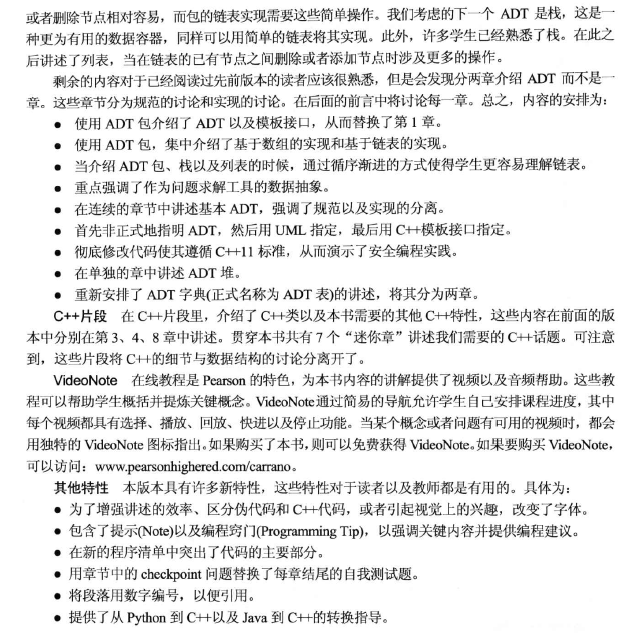 或者删除节点相对容易，而包的链表实现需要这些简单操作。我们考虑的下一个 ADT 是栈，这是一
种更为有用的数据容器，同样可以用简单的链表将其实现。此外，许多学生已经熟悉了栈。在此之
后讲述了列表，当在链表的已有节点之间删除或者添加节点时涉及更多的操作。
剩余的内容对于已经阅读过先前版本的读者应该很熟悉，但是会发现分两章介绍 ADT 而不是一
章。这些章节分为规范的讨论和实现的讨论。在后面的前言中将讨论每一章。总之，内容的安排为：
● 使用 ADT 包介绍了 ADT 以及模板接口，从而替换了第 1 章。
● 使用 ADT 包，集中介绍了基于数组的实现和基于链表的实现。
● 当介绍 ADT 包、栈以及列表的时候，通过循序渐进的方式使得学生更容易理解链表。
● 重点强调了作为问题求解工具的数据抽象。
● 在连续的章节中讲述基本 ADT，强调了规范以及实现的分离。
● 首先非正式地指明 ADT，然后用 UML 指定，最后用 C++模板接口指定。
● 彻底修改代码使其遵循 C++11 标准，从而演示了安全编程实践。
● 在单独的章中讲述 ADT 堆。
● 重新安排了 ADT 字典(正式名称为 ADT 表)的讲述，将其分为两章。
C++片段 在 C++片段里，介绍了 C++类以及本书需要的其他 C++特性，这些内容在前面的版
本中分别在第 3、4、8 章中讲述。贯穿本书共有 7 个“迷你章”讲述我们需要的 C++话题。可注意
到，这些片段将 C++的细节与数据结构的讨论分离开了。
VideoNote 在线教程是 Pearson 的特色，为本书内容的讲解提供了视频以及音频帮助。这些教
程可以帮助学生概括并提炼关键概念。VideoNote 通过简易的导航允许学生自己安排课程进度，其中
每个视频都具有选择、播放、回放、快进以及停止功能。当某个概念或者问题有可用的视频时，都会
用独特的 VideoNote 图标指出。如果购买了本书，则可以免费获得 VideoNote。如果要购买 VideoNote，
可以访问：www.pearsonhighered.com/carrano。
其他特性 本版本具有许多新特性，这些特性对于读者以及教师都是有用的。具体为：
● 为了增强讲述的效率、区分伪代码和 C++代码，或者引起视觉上的兴趣，改变了字体。
● 包含了提示(Note)以及编程窍门(Programming Tip)，以强调关键内容并提供编程建议。
● 在新的程序清单中突出了代码的主要部分。
● 用章节中的 checkpoint 问题替换了每章结尾的自我测试题。
● 将段落用数字编号，以便引用。
● 提供了从 Python 到 C++以及 Java 到 C++的转换指导。